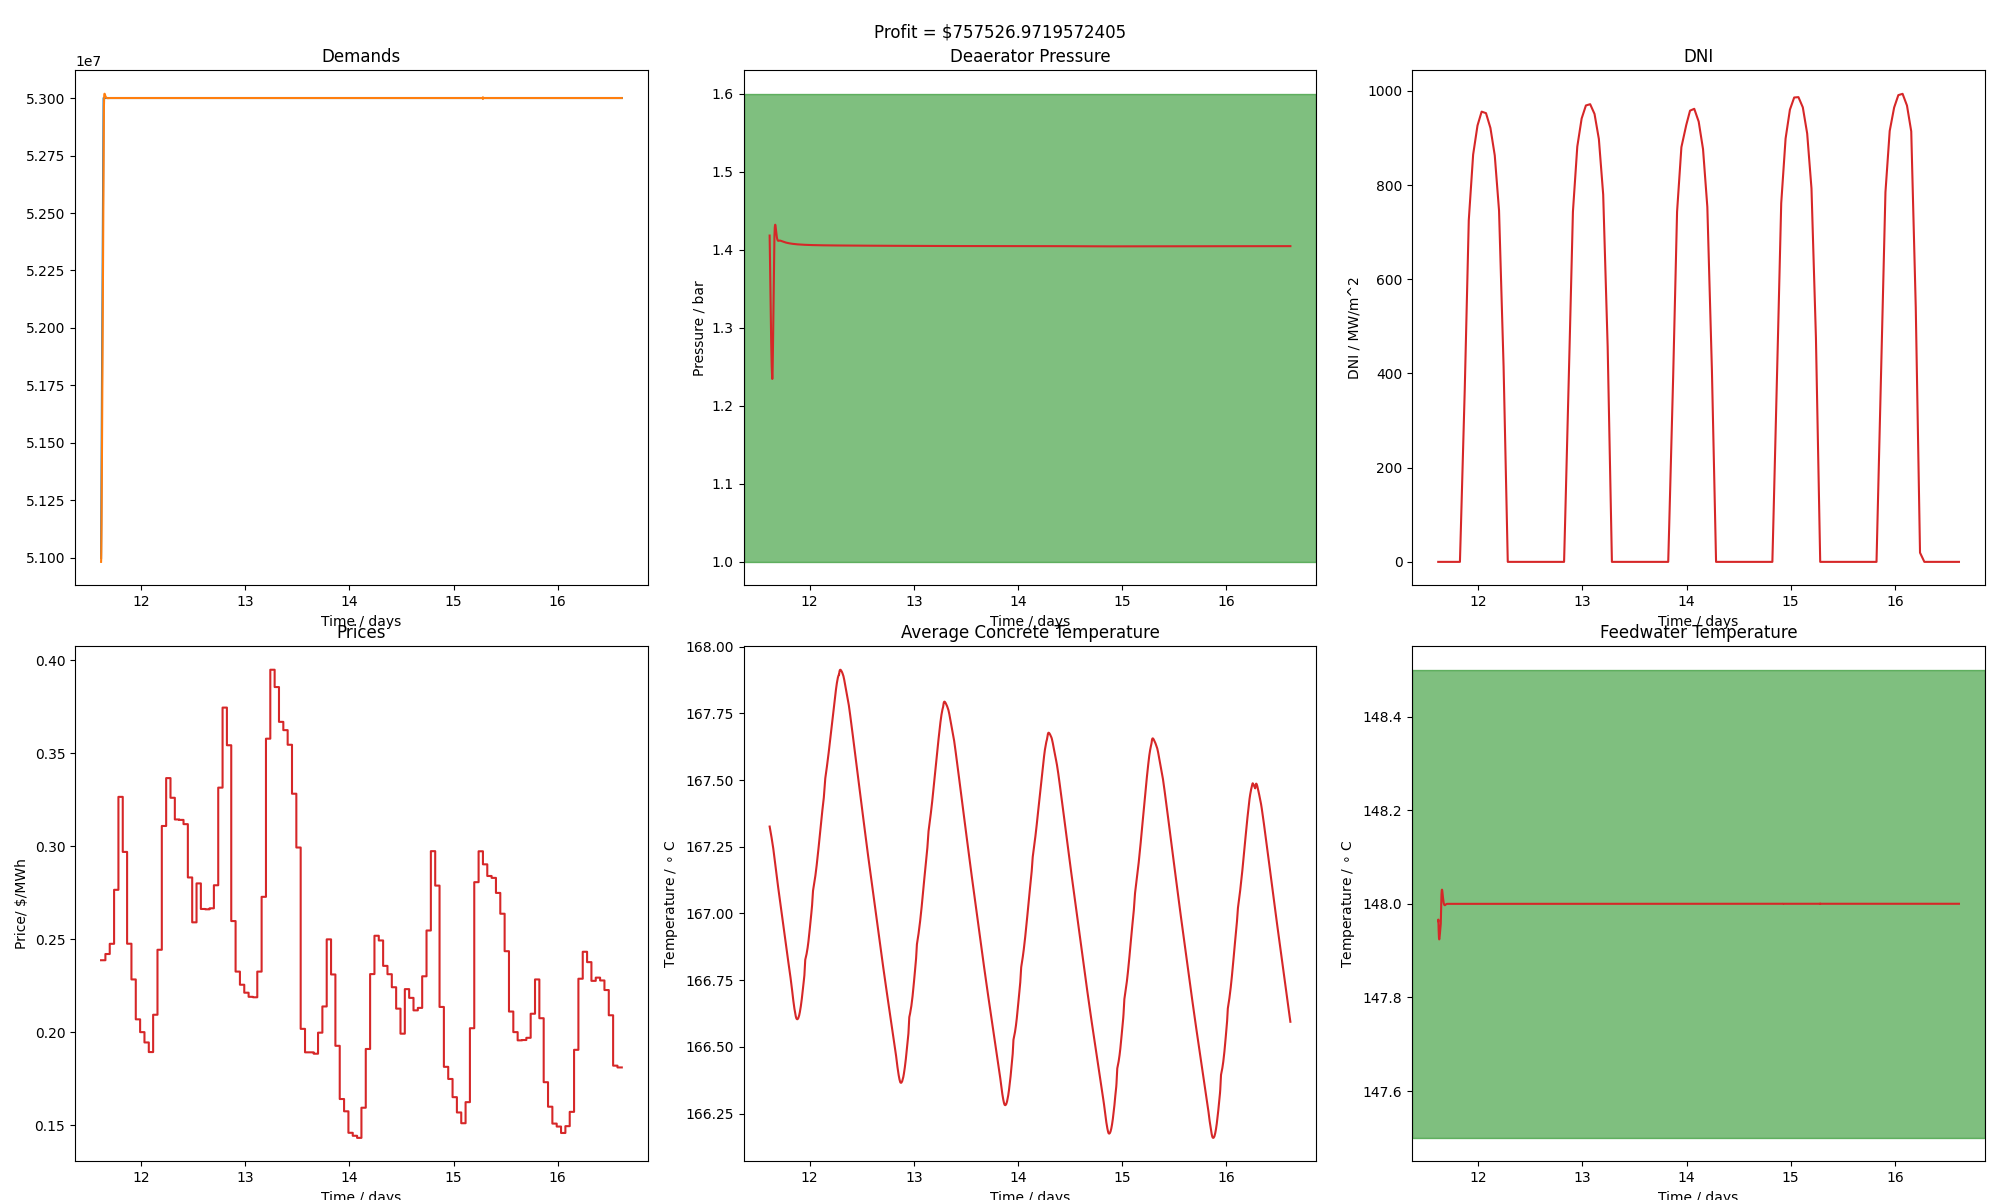 Profit = $757526.9719572405
Demands
1e7
5.300
5.275
5.250
5.225
5.200
5.175
5.150
5.125
5.100
12 13 14 15 16
Time / days
Deaerator Pressure
Pressure / bar
1.6
1.5
1.4
1.3
1.2
1.1
1.0
12 13 14 15 16
Time / days
DNI
DNI / MW/m^2
1000
800
600
400
200
0
12 13 14 15 16
Time / days
Prices
Price/ $/MWh
0.40
0.35
0.30
0.25
0.20
0.15
12 13 14 15 16
Time / days
Average Concrete Temperature
Temperature / ∘ C
168.00
167.75
167.50
167.25
167.00
166.75
166.50
166.25
12 13 14 15 16
Time / days
Feedwater Temperature
Temperature / ∘ C
148.4
148.2
148.0
147.8
147.6
12 13 14 15 16
Time / days